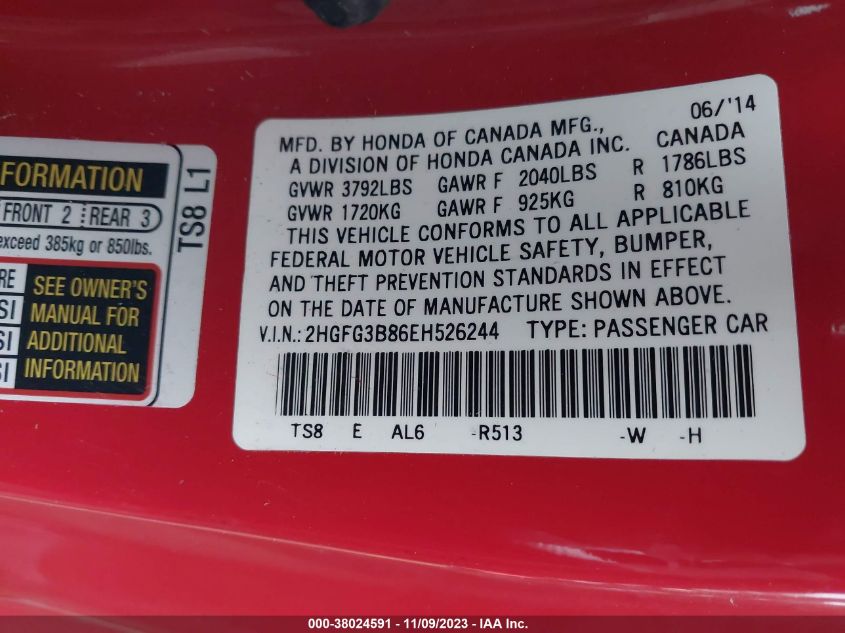 FORMATION
FRONT 2 REAR 3
exceed 385kg or 850lbs.
SEE OWNER'S
MANUAL FOR
ADDITIONAL
INFORMATION
RE
SI
SI
SI
TS8 L1
06/'14
MFD. BY HONDA OF CANADA MFG.,
A DIVISION OF HONDA CANADA INC. CANADA
GVWR 3792LBS GAWR F 2040LBS R 1786LBS
GVWR 1720KG GAWR F 925KG R 810KG
THIS VEHICLE CONFORMS TO ALL APPLICABLE
FEDERAL MOTOR VEHICLE SAFETY, BUMPER,
AND THEFT PREVENTION STANDARDS IN EFFECT
ON THE DATE OF MANUFACTURE SHOWN ABOVE.
V.I.N.: 2HGFG3B86EH526244 TYPE: PASSENGER CAR
TS8 E AL6 -R513 -W -H
000-38024591 - 11/09/2023 - IAA Inc.